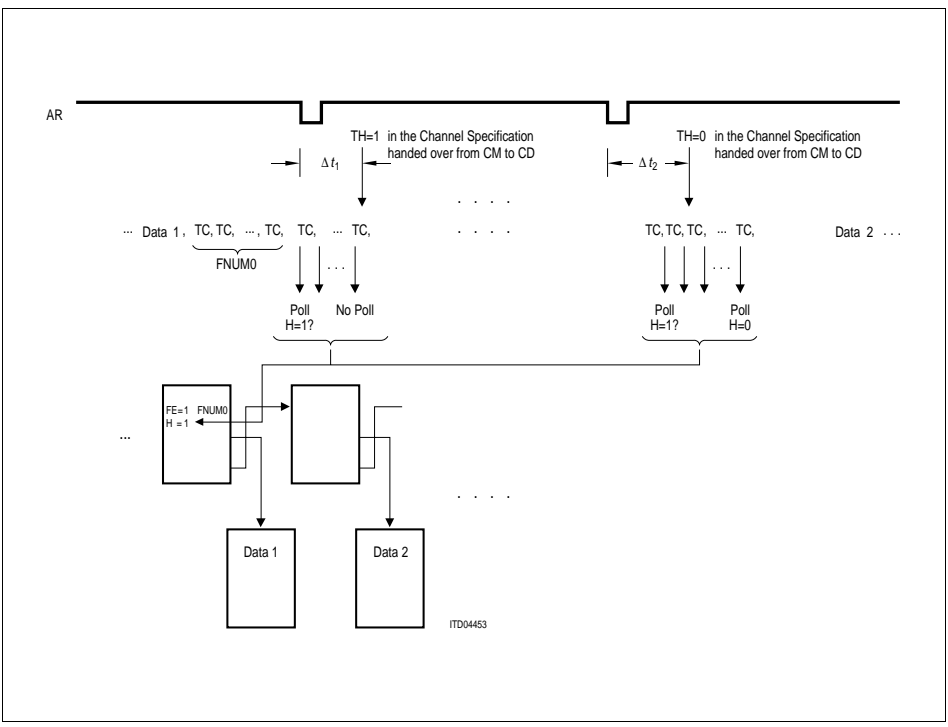 AR
TH=1 in the Channel Specification
handed over from CM to CD
TH=0 in the Channel Specification
handed over from CM to CD
Δ t1
Δ t2
. . . .
... Data 1, TC, TC, ..., TC, TC, ... TC,
. . . .
TC, TC, TC, ... TC,
Data 2 ...
FNUM0
...
...
Poll
H=1?
No Poll
Poll
H=1?
Poll
H=0
FE=1 FNUM0
H =1
...
. . . .
Data 1
Data 2
ITD04453